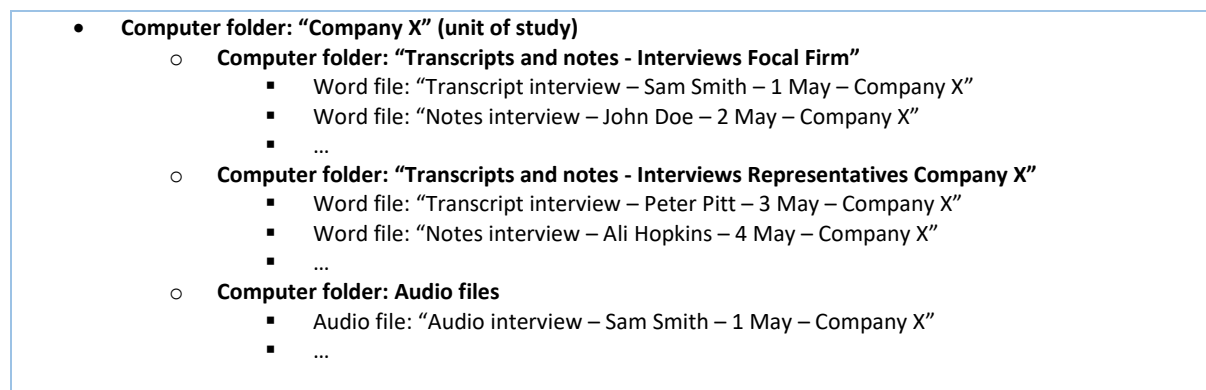 • Computer folder: “Company X” (unit of study)
o Computer folder: “Transcripts and notes - Interviews Focal Firm”
▪ Word file: “Transcript interview – Sam Smith – 1 May – Company X”
▪ Word file: “Notes interview – John Doe – 2 May – Company X”
▪ …
o Computer folder: “Transcripts and notes - Interviews Representatives Company X”
▪ Word file: “Transcript interview – Peter Pitt – 3 May – Company X”
▪ Word file: “Notes interview – Ali Hopkins – 4 May – Company X”
▪ …
o Computer folder: Audio files
▪ Audio file: “Audio interview – Sam Smith – 1 May – Company X”
▪ …